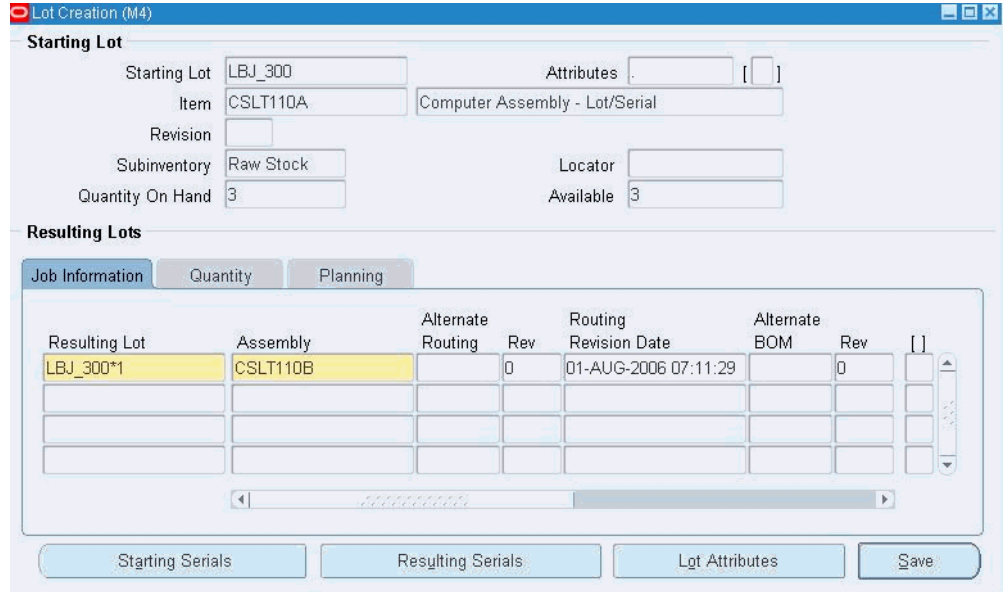 Lot Creation (M4)
Starting Lot
Starting Lot LBJ_300 Attributes . [ ]
Item CSLT110A Computer Assembly - Lot/Serial
Revision
Subinventory Raw Stock Locator
Quantity On Hand 3 Available 3
Resulting Lots
Job Information Quantity Planning
Alternate Routing Alternate
Resulting Lot Assembly Routing Rev Revision Date BOM Rev [ ]
LBJ_300*1 CSLT110B 0 01-AUG-2006 07:11:29 0
Starting Serials Resulting Serials Lot Attributes Save